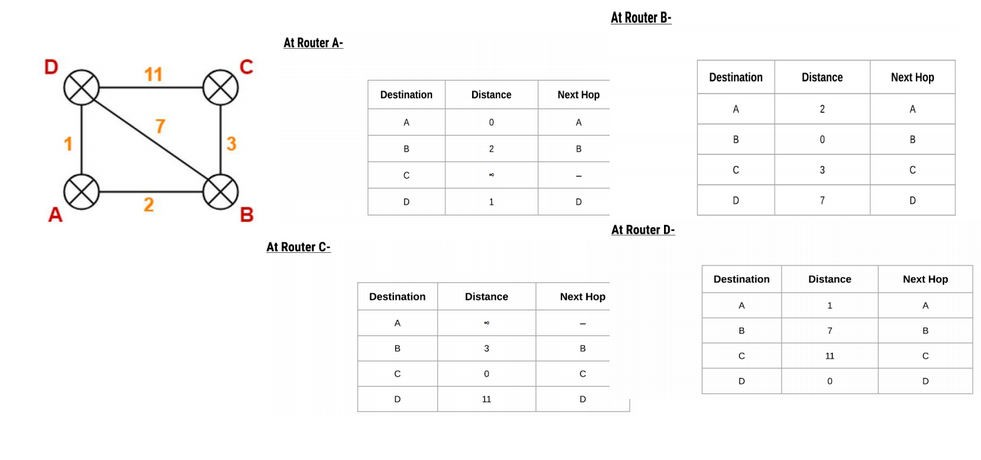 D
11
C
7
1
3
A
2
B
At Router A-
Destination Distance Next Hop
A 0 A
B 2 B
C ∞ –
D 1 D
At Router B-
Destination Distance Next Hop
A 2 A
B 0 B
C 3 C
D 7 D
At Router C-
Destination Distance Next Hop
A ∞ –
B 3 B
C 0 C
D 11 D
At Router D-
Destination Distance Next Hop
A 1 A
B 7 B
C 11 C
D 0 D